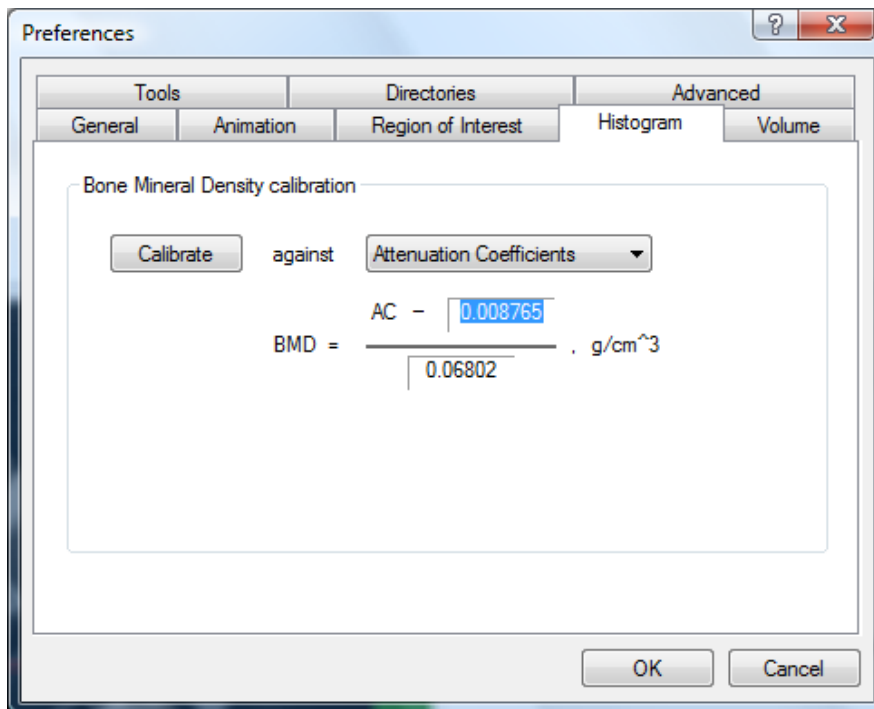 Preferences
?
Tools Directories Advanced
General Animation Region of Interest Histogram Volume
Bone Mineral Density calibration
Calibrate against Attenuation Coefficients
AC − 0.008765
BMD = , g/cm^3
0.06802
OK Cancel